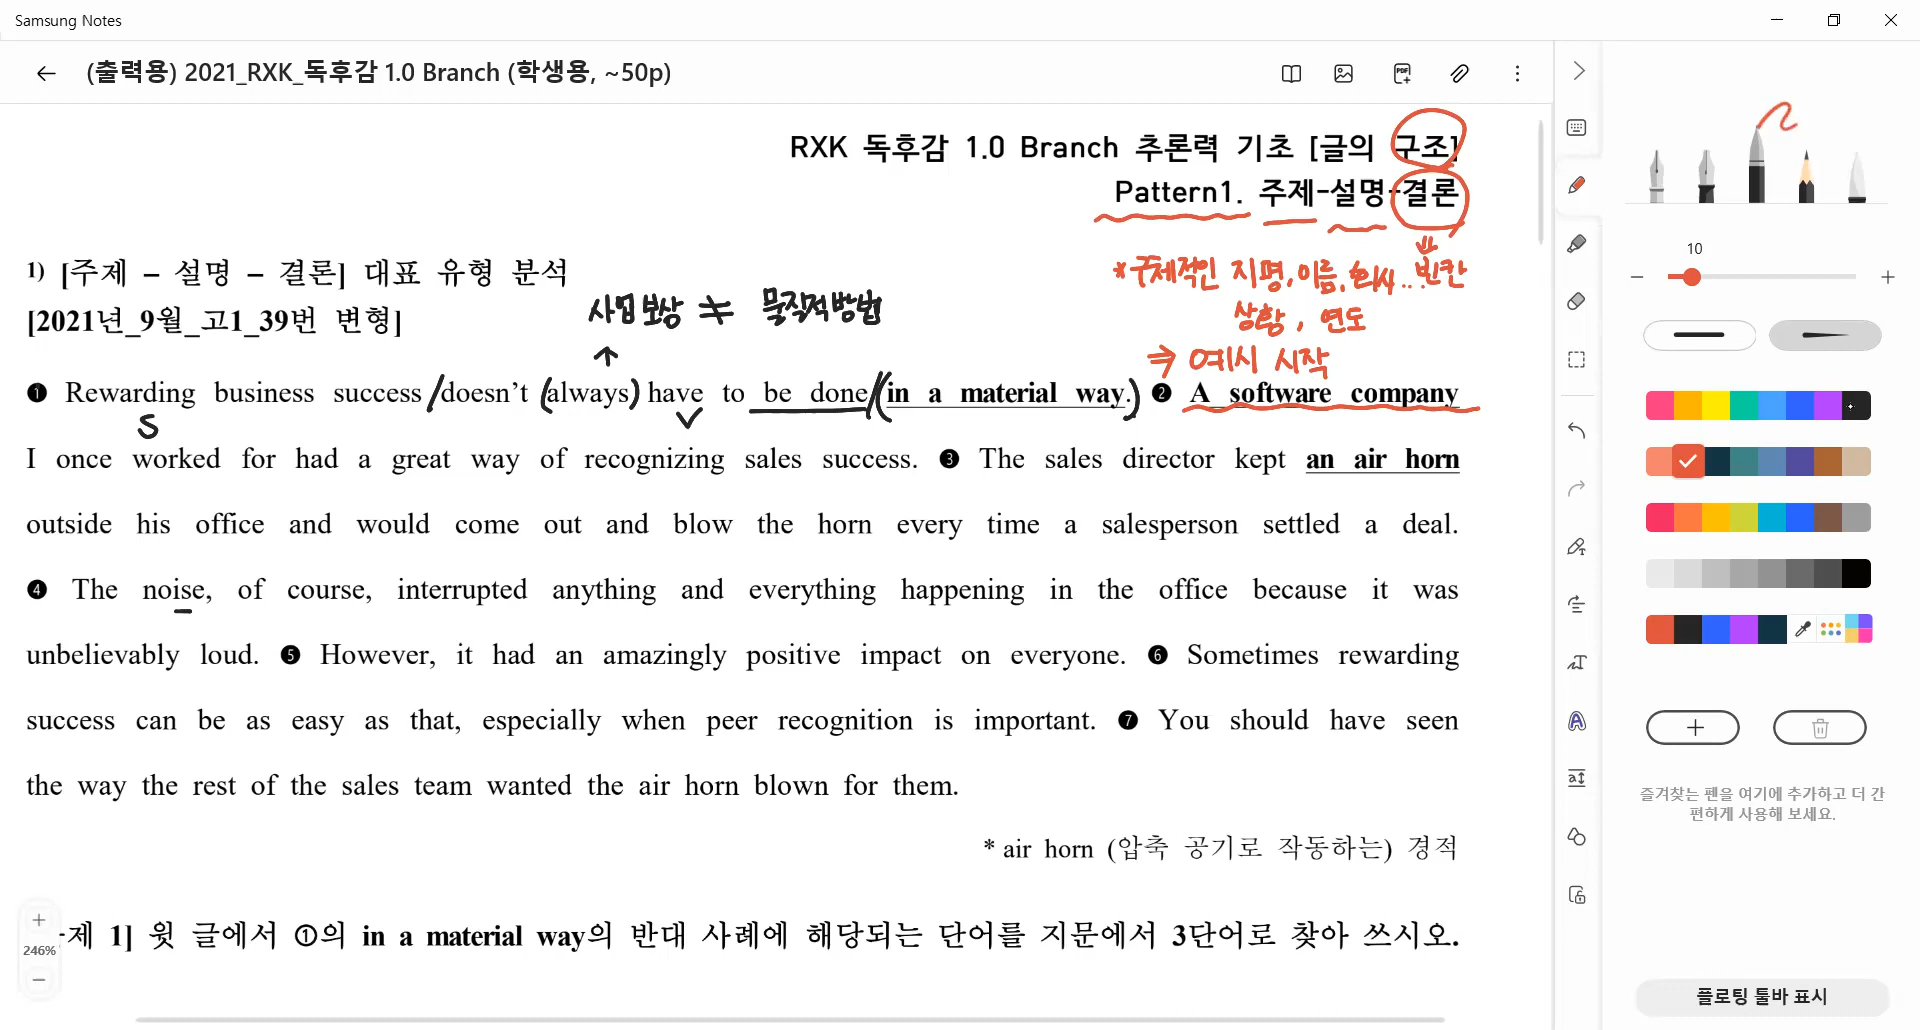 Samsung Notes
(출력용) 2021_RXK_독후감 1.0 Branch (학생용, ~50p)
RXK 독후감 1.0 Branch 추론력 기초 [글의 구조]
Pattern1. 주제-설명-결론
1) [주제 – 설명 – 결론] 대표 유형 분석
*구체적인 지명, 이름, 회사... 빈칸
[2021년_9월_고1_39번 변형]
사업보상 ≠ 물질적방법
상황, 연도
↑
⇒ 예시 시작
❶ Rewarding business success /doesn't (always) have to be done/(in a material way.) ❷ A software company
S V
I once worked for had a great way of recognizing sales success. ❸ The sales director kept an air horn
outside his office and would come out and blow the horn every time a salesperson settled a deal.
❹ The noise, of course, interrupted anything and everything happening in the office because it was
unbelievably loud. ❺ However, it had an amazingly positive impact on everyone. ❻ Sometimes rewarding
success can be as easy as that, especially when peer recognition is important. ❼ You should have seen
the way the rest of the sales team wanted the air horn blown for them.
* air horn (압축 공기로 작동하는) 경적
제 1] 윗 글에서 ①의 in a material way의 반대 사례에 해당되는 단어를 지문에서 3단어로 찾아 쓰시오.
246%
10
즐겨찾는 펜을 여기에 추가하고 더 간
편하게 사용해 보세요.
플로팅 툴바 표시